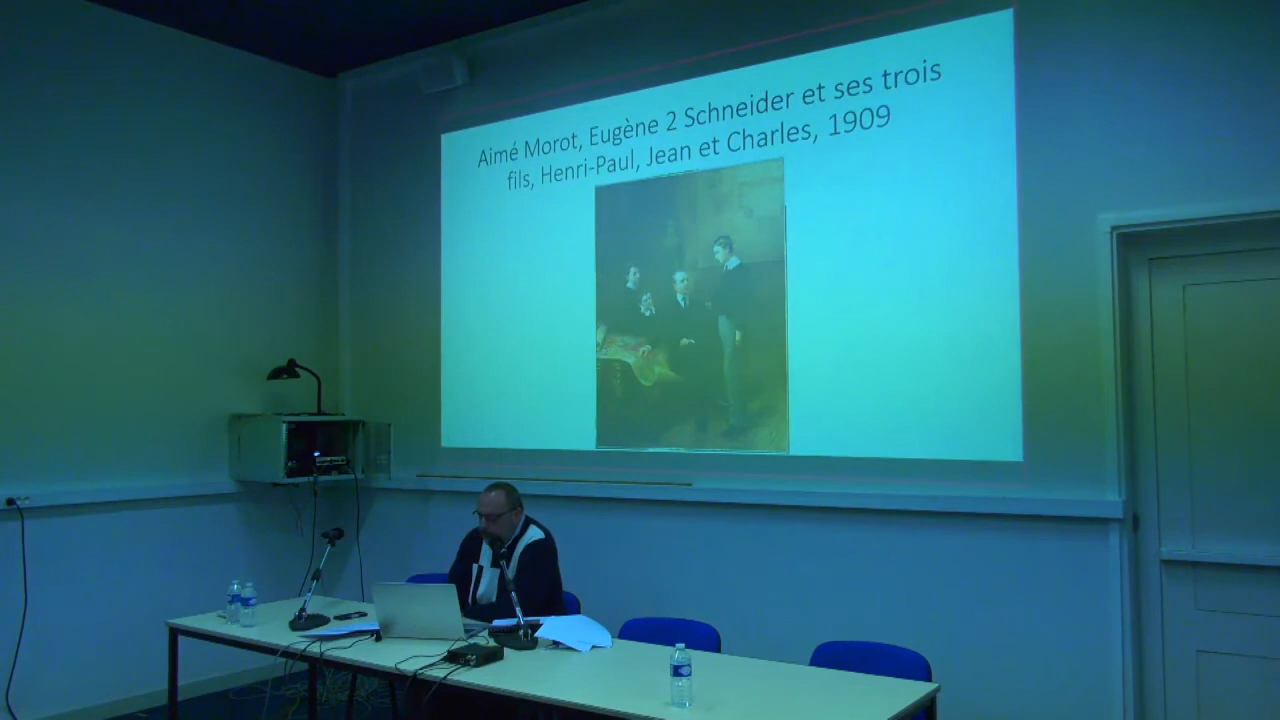 Aimé Morot, Eugène 2 Schneider et ses trois
fils, Henri-Paul, Jean et Charles, 1909